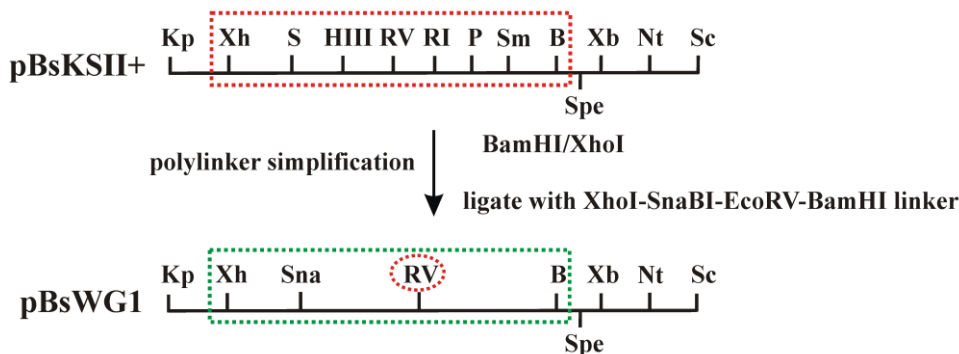 Kp Xh S HIII RV RI P Sm B Xb Nt Sc
pBsKSII+
Spe
BamHI/XhoI
polylinker simplification
ligate with XhoI-SnaBI-EcoRV-BamHI linker
Kp Xh Sna RV B Xb Nt Sc
pBsWG1
Spe